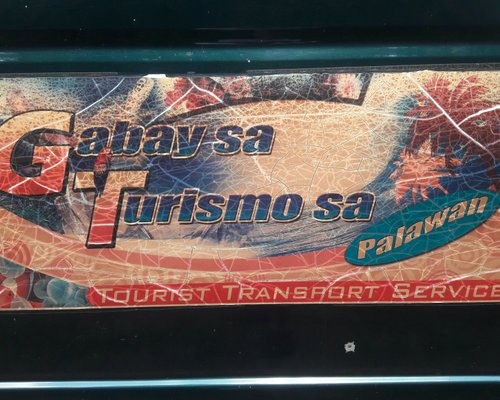 Gabay sa
Turismo sa
Palawan
TOURIST TRANSPORT SERVICE